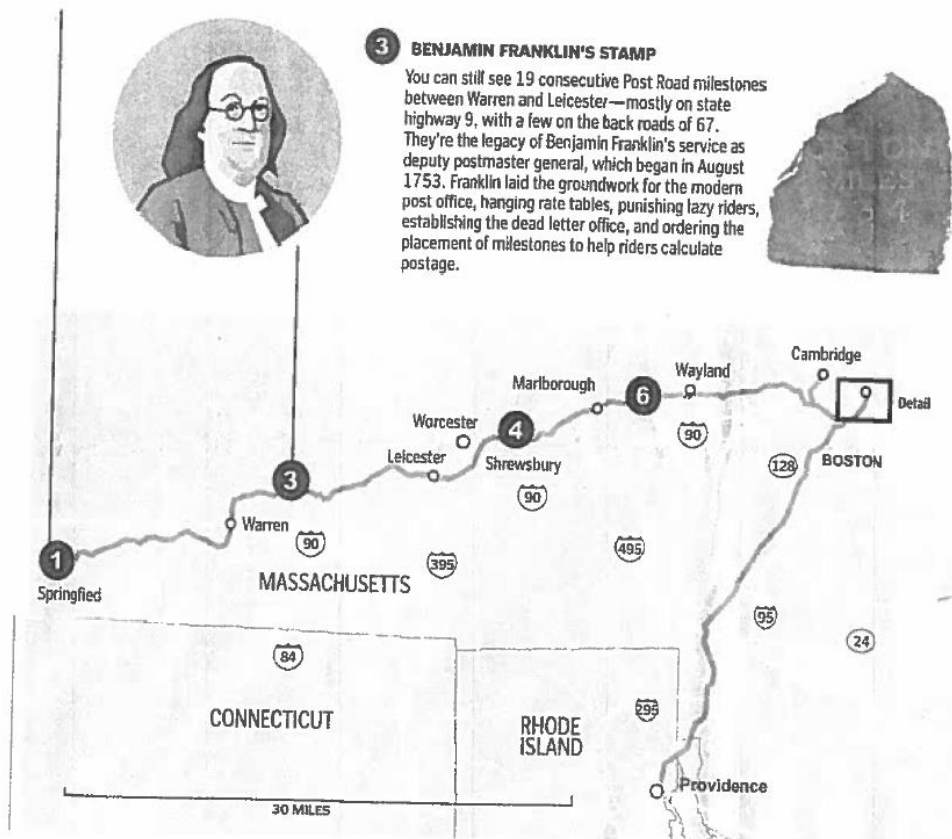 3 BENJAMIN FRANKLIN'S STAMP
You can still see 19 consecutive Post Road milestones
between Warren and Leicester—mostly on state
highway 9, with a few on the back roads of 67.
They're the legacy of Benjamin Franklin's service as
deputy postmaster general, which began in August
1753. Franklin laid the groundwork for the modern
post office, hanging rate tables, punishing lazy riders,
establishing the dead letter office, and ordering the
placement of milestones to help riders calculate
postage.
Cambridge
Wayland
Marlborough
6
Detail
Worcester
4
90
Leicester
Shrewsbury
128
BOSTON
3
90
Warren
90
495
1
395
MASSACHUSETTS
Springfied
95
24
84
CONNECTICUT
295
RHODE
ISLAND
Providence
30 MILES